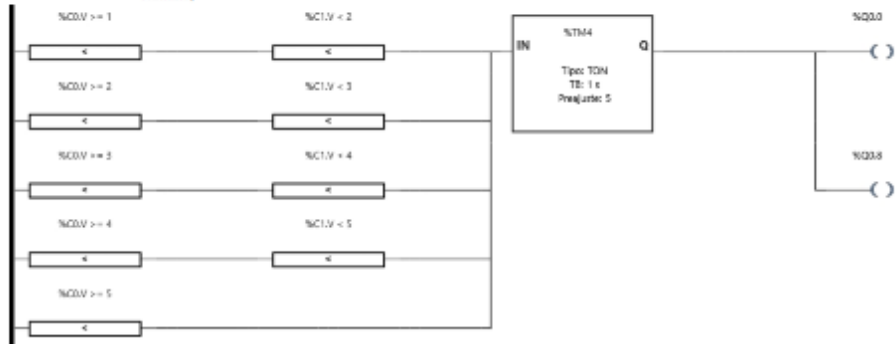 %C0.V >= 1 %C1.V < 2 %Q0.0
< < IN %TM4 Q ( )
Tipo: TON
TB: 1 s
Preajuste: 5
%C0.V >= 2 %C1.V < 3
< <
%C0.V >= 3 %C1.V < 4 %Q0.8
< < ( )
%C0.V >= 4 %C1.V < 5
< <
%C0.V >= 5
<